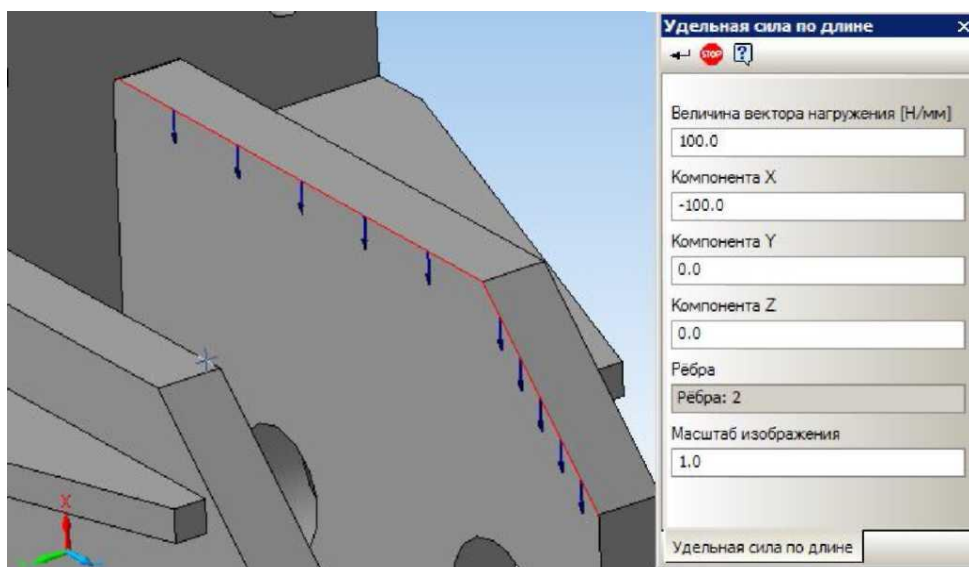 Удельная сила по длине
STOP
Величина вектора нагружения [Н/мм]
100.0
Компонента X
-100.0
Компонента Y
0.0
Компонента Z
0.0
Рёбра
Рёбра: 2
Масштаб изображения
1.0
Удельная сила по длине
X